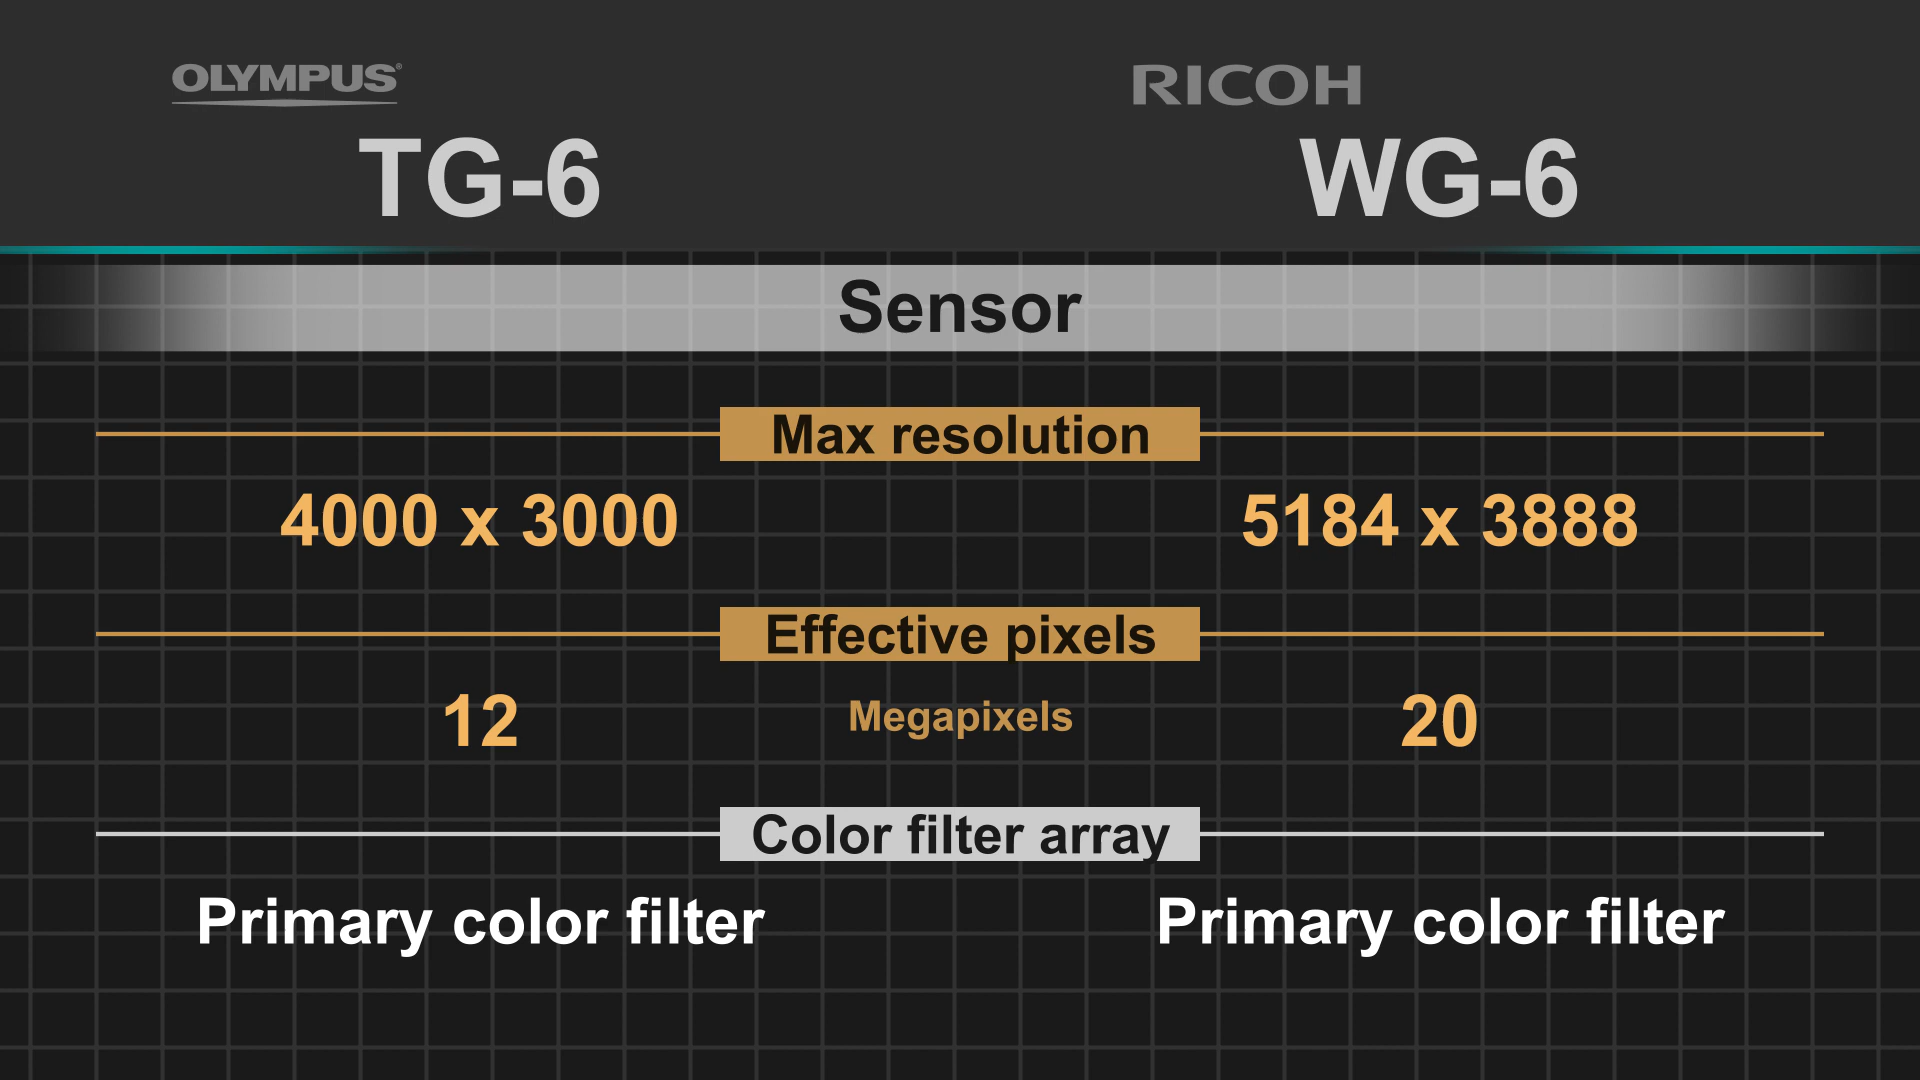 OLYMPUS®
RICOH
TG-6
WG-6
Sensor
Max resolution
4000 x 3000
5184 x 3888
Effective pixels
12
Megapixels
20
Color filter array
Primary color filter
Primary color filter